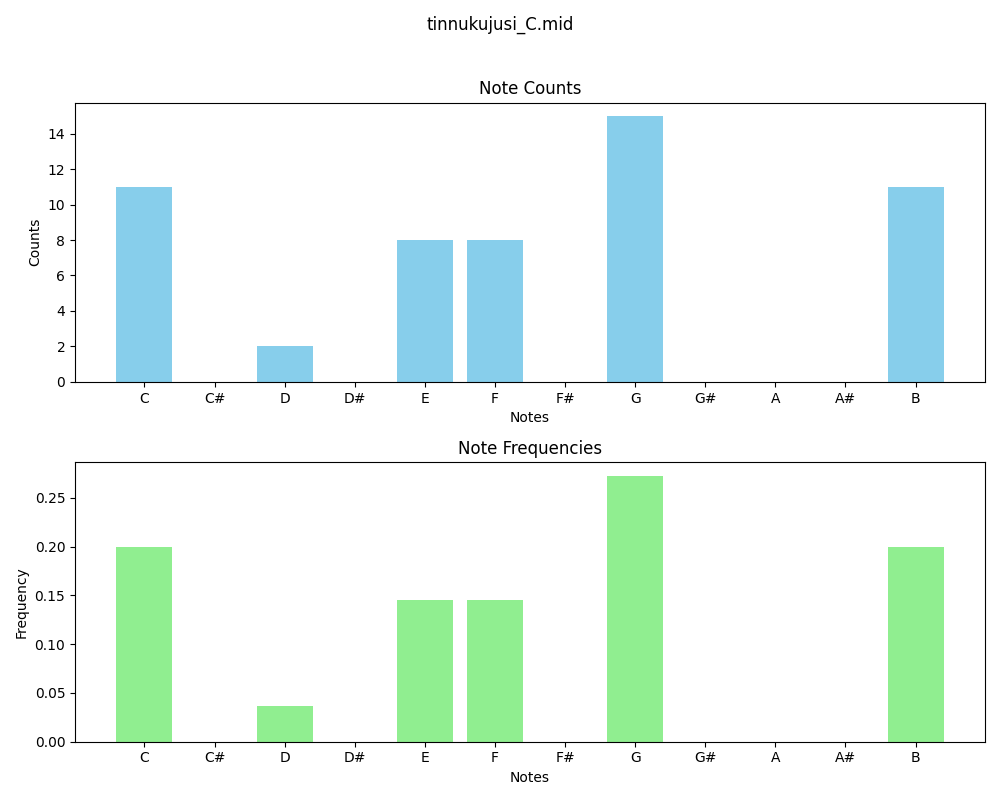 tinnukujusi_C.mid
Note Counts
Counts
14
12
10
8
6
4
2
0
C C# D D# E F F# G G# A A# B
Notes
Note Frequencies
Frequency
0.25
0.20
0.15
0.10
0.05
0.00
C C# D D# E F F# G G# A A# B
Notes